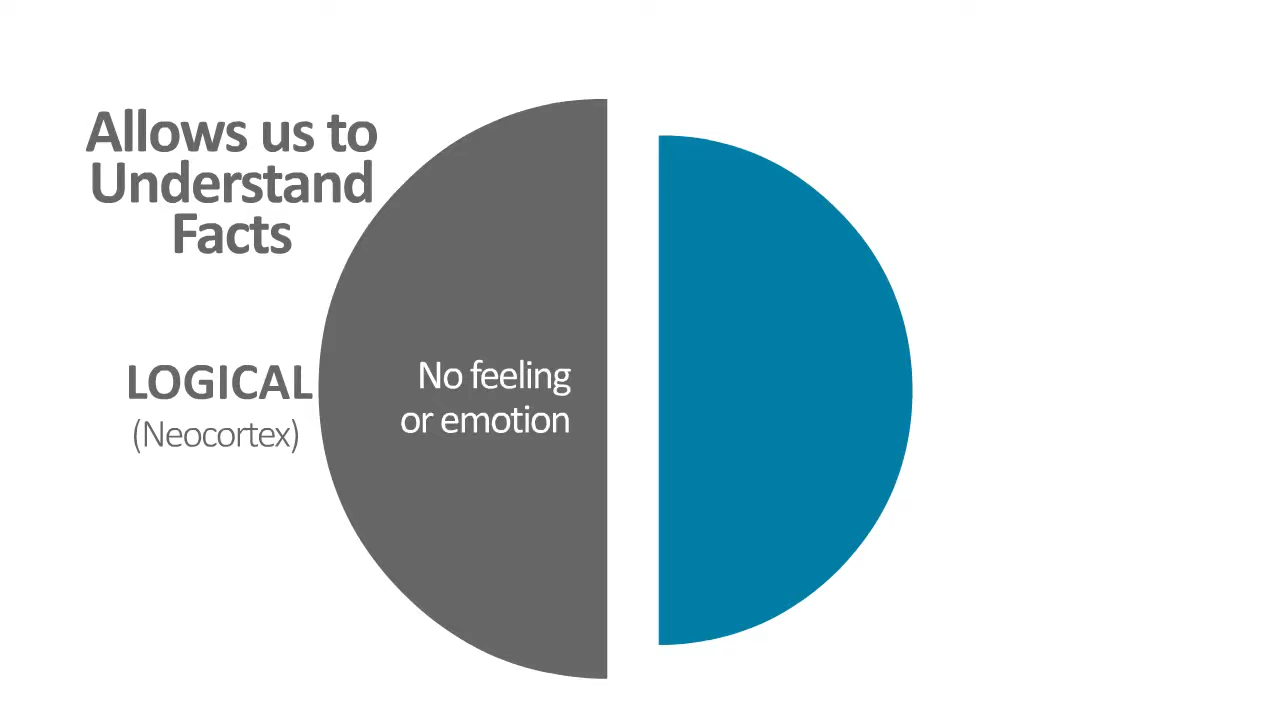 Allows us to
Understand
Facts
LOGICAL
(Neocortex)
No feeling
or emotion